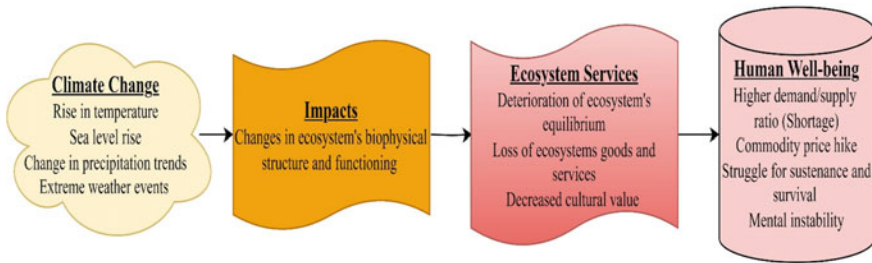 Climate Change
Rise in temperature
Sea level rise
Change in precipitation trends
Extreme weather events
Impacts
Changes in ecosystem's biophysical
structure and functioning
Ecosystem Services
Deterioration of ecosystem's
equilibrium
Loss of ecosystems goods and
services
Decreased cultural value
Human Well-being
Higher demand/supply
ratio (Shortage)
Commodity price hike
Struggle for sustenance and
survival
Mental instability